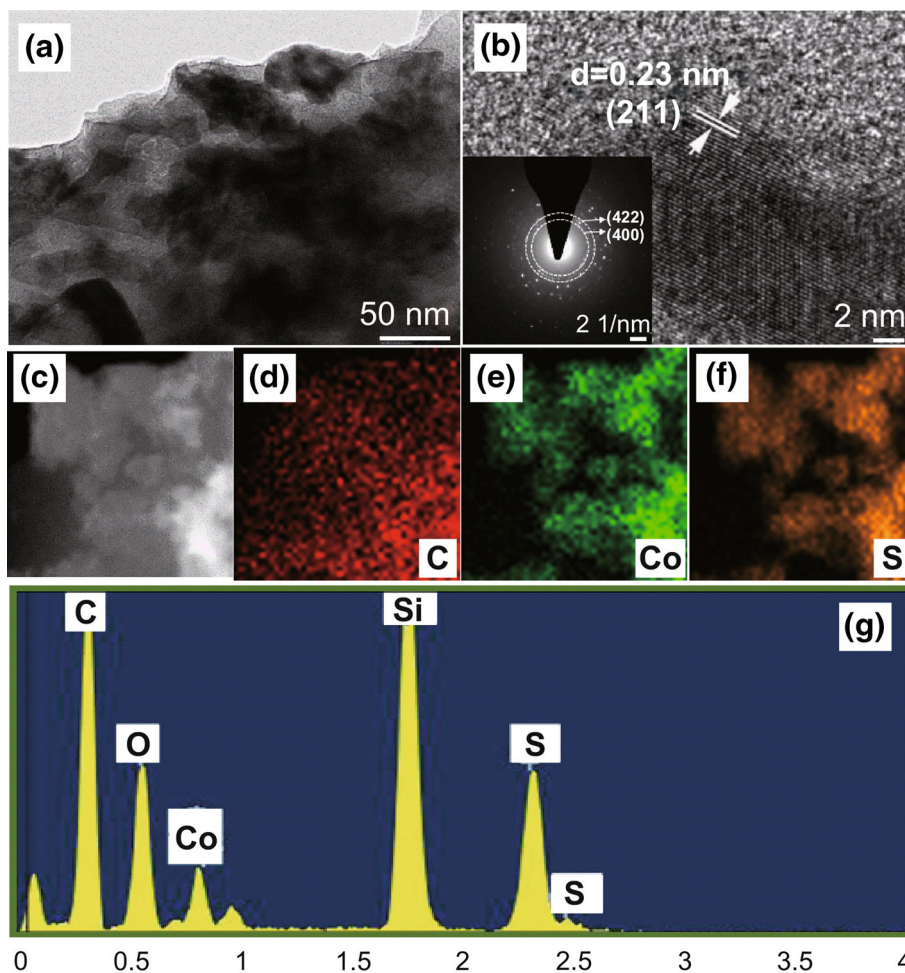 (a)
50 nm
(b)
d=0.23 nm
(211)
(422)
(400)
2 1/nm
2 nm
(c)
(d)
C
(e)
Co
(f)
S
(g)
C
O
Co
Si
S
S
0 0.5 1 1.5 2 2.5 3 3.5 4